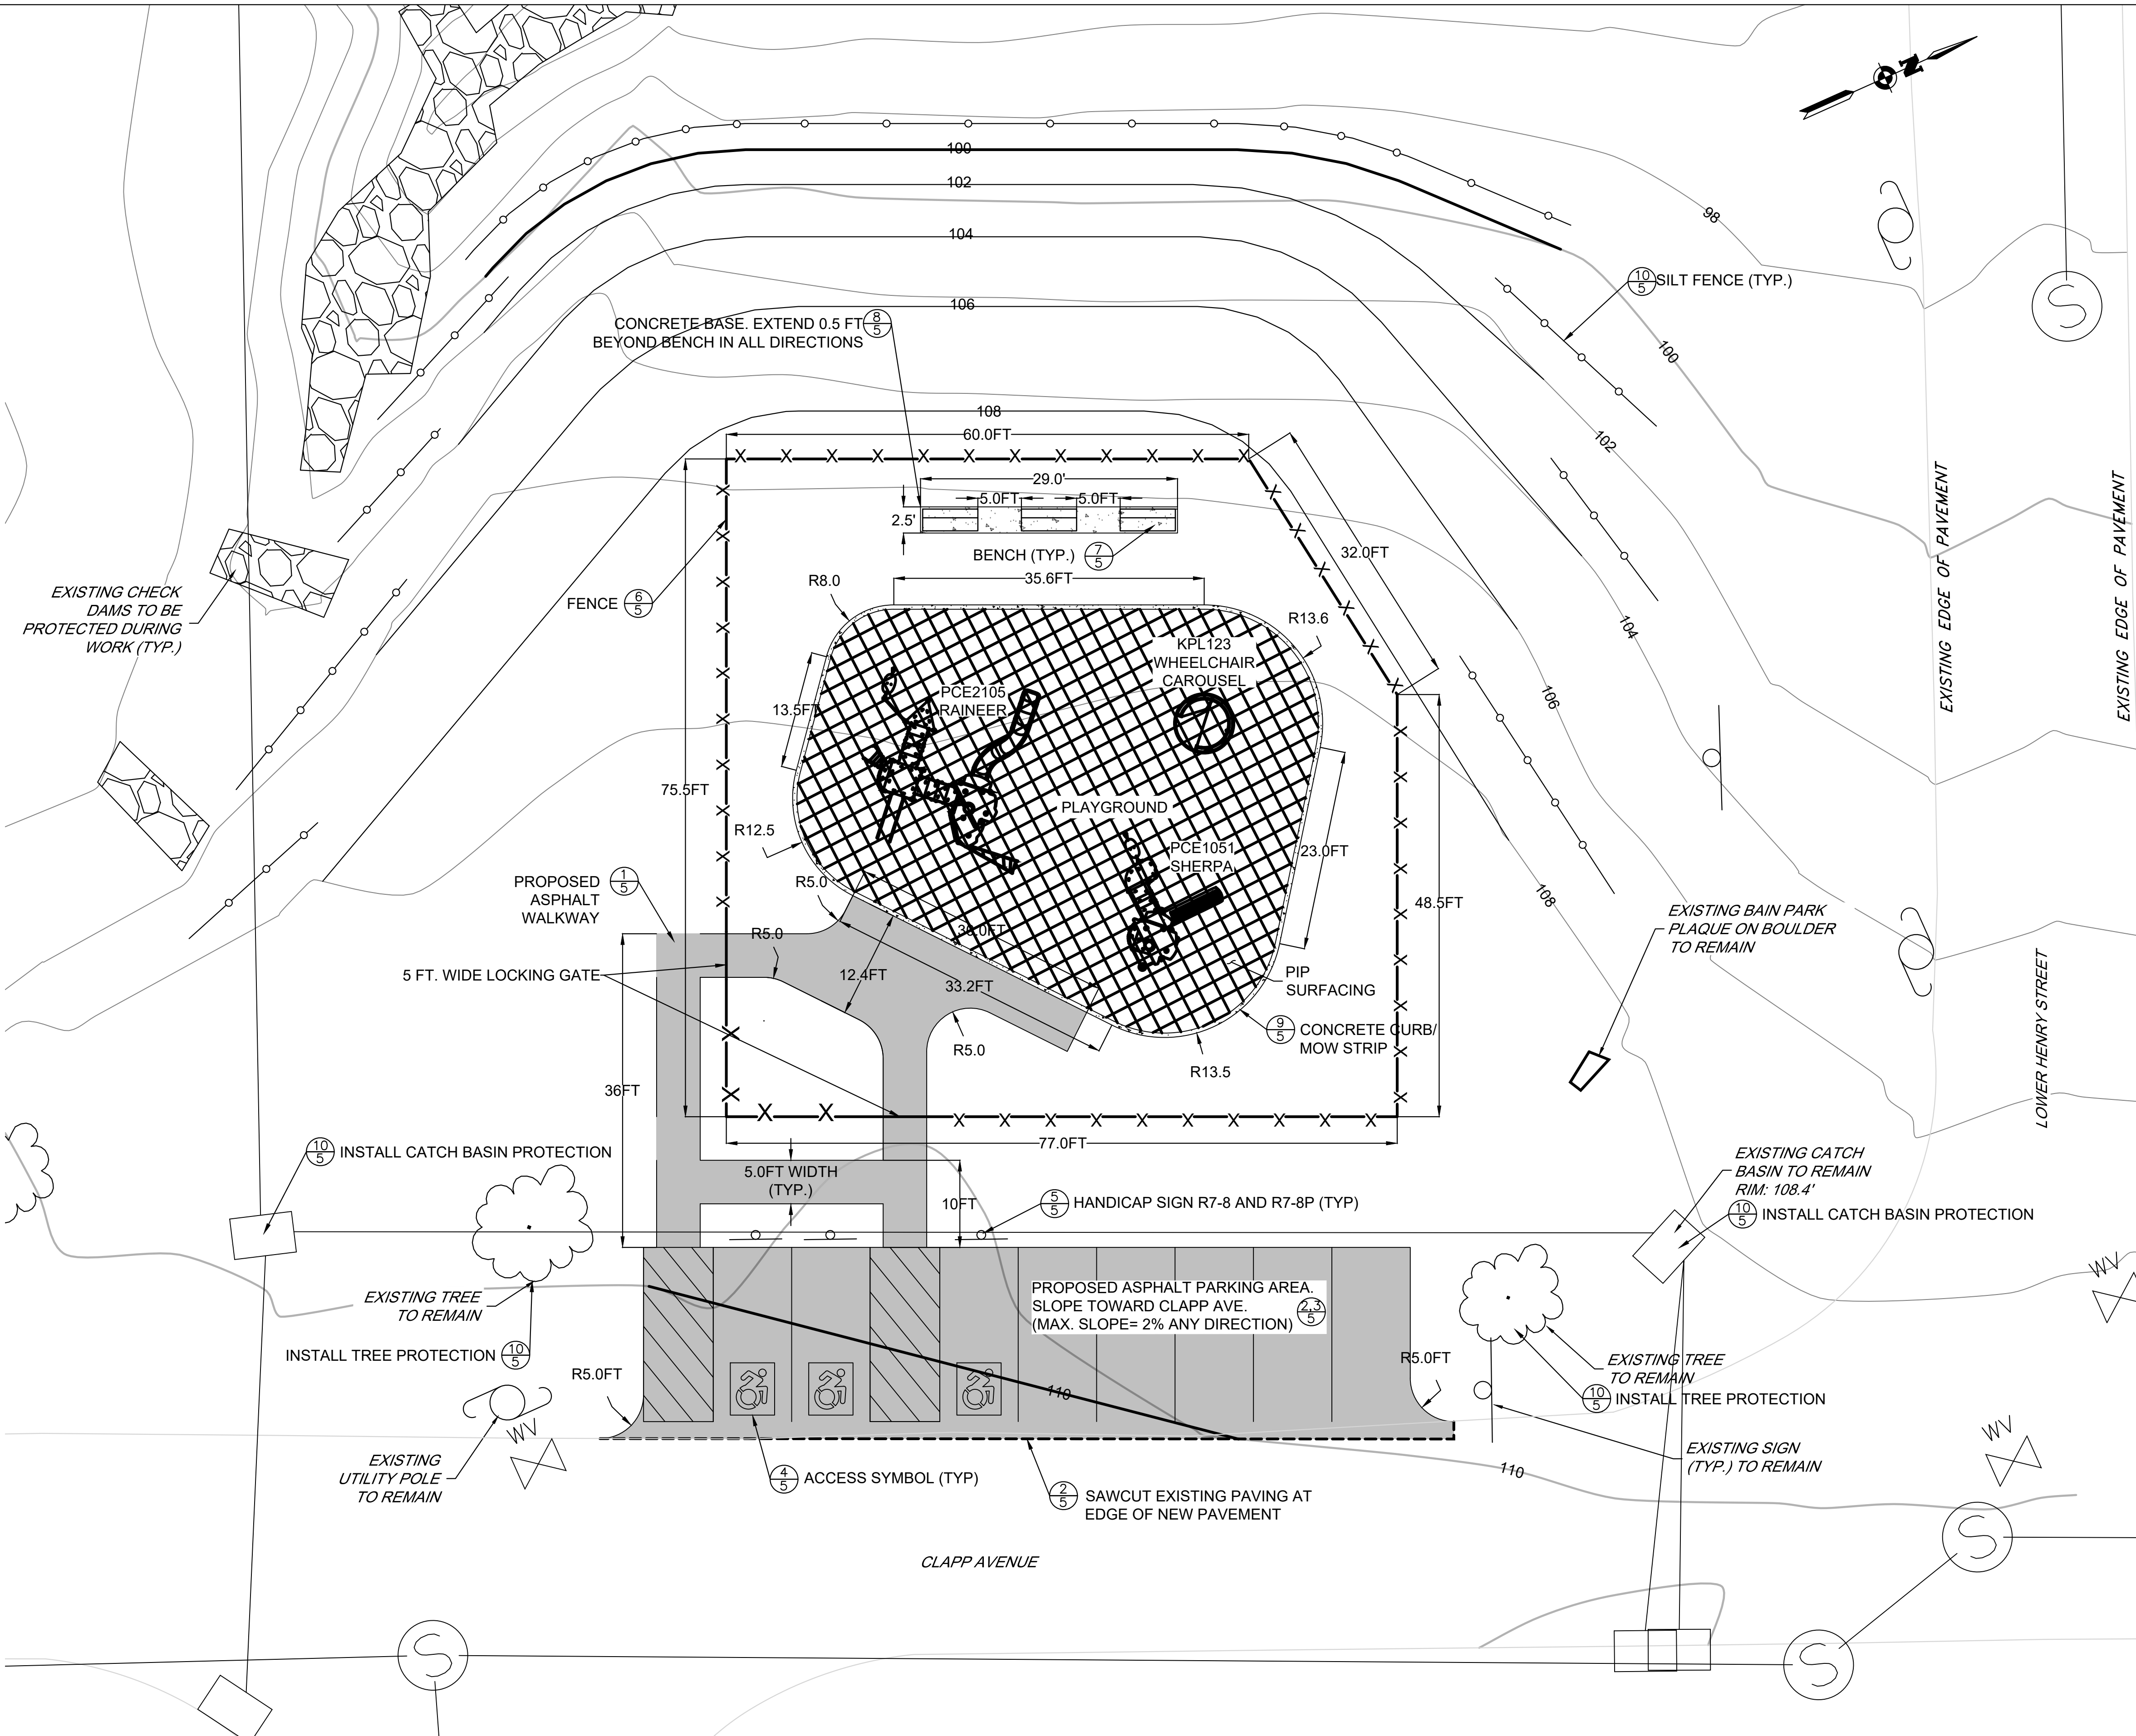 N
100
102
104
106
108
98
10
5
SILT FENCE (TYP.)
100
102
104
106
108
CONCRETE BASE. EXTEND 0.5 FT
BEYOND BENCH IN ALL DIRECTIONS
8
5
60.0FT
29.0'
5.0FT
5.0FT
2.5'
BENCH (TYP.)
7
5
32.0FT
35.6FT
R8.0
R13.6
FENCE
6
5
EXISTING CHECK
DAMS TO BE
PROTECTED DURING
WORK (TYP.)
EXISTING EDGE OF PAVEMENT
EXISTING EDGE OF PAVEMENT
KPL123
WHEELCHAIR
CAROUSEL
PCE2105
RAINEER
13.5FT
75.5FT
PLAYGROUND
R12.5
PCE1051
SHERPA
23.0FT
PROPOSED
ASPHALT
WALKWAY
1
5
R5.0
48.5FT
EXISTING BAIN PARK
PLAQUE ON BOULDER
TO REMAIN
R5.0
30.0FT
5 FT. WIDE LOCKING GATE
12.4FT
33.2FT
PIP
SURFACING
9
5
CONCRETE CURB/
MOW STRIP
R5.0
R13.5
LOWER HENRY STREET
36FT
77.0FT
10
5
INSTALL CATCH BASIN PROTECTION
5.0FT WIDTH
(TYP.)
10FT
5
5
HANDICAP SIGN R7-8 AND R7-8P (TYP)
EXISTING CATCH
BASIN TO REMAIN
RIM: 108.4'
10
5
INSTALL CATCH BASIN PROTECTION
WV
EXISTING TREE
TO REMAIN
PROPOSED ASPHALT PARKING AREA.
SLOPE TOWARD CLAPP AVE.
(MAX. SLOPE= 2% ANY DIRECTION)
2,3
5
INSTALL TREE PROTECTION
10
5
R5.0FT
R5.0FT
EXISTING TREE
TO REMAIN
10
5
INSTALL TREE PROTECTION
110
WV
WV
EXISTING
UTILITY POLE
TO REMAIN
4
5
ACCESS SYMBOL (TYP)
2
5
SAWCUT EXISTING PAVING AT
EDGE OF NEW PAVEMENT
110
EXISTING SIGN
(TYP.) TO REMAIN
CLAPP AVENUE
S
S
S
S